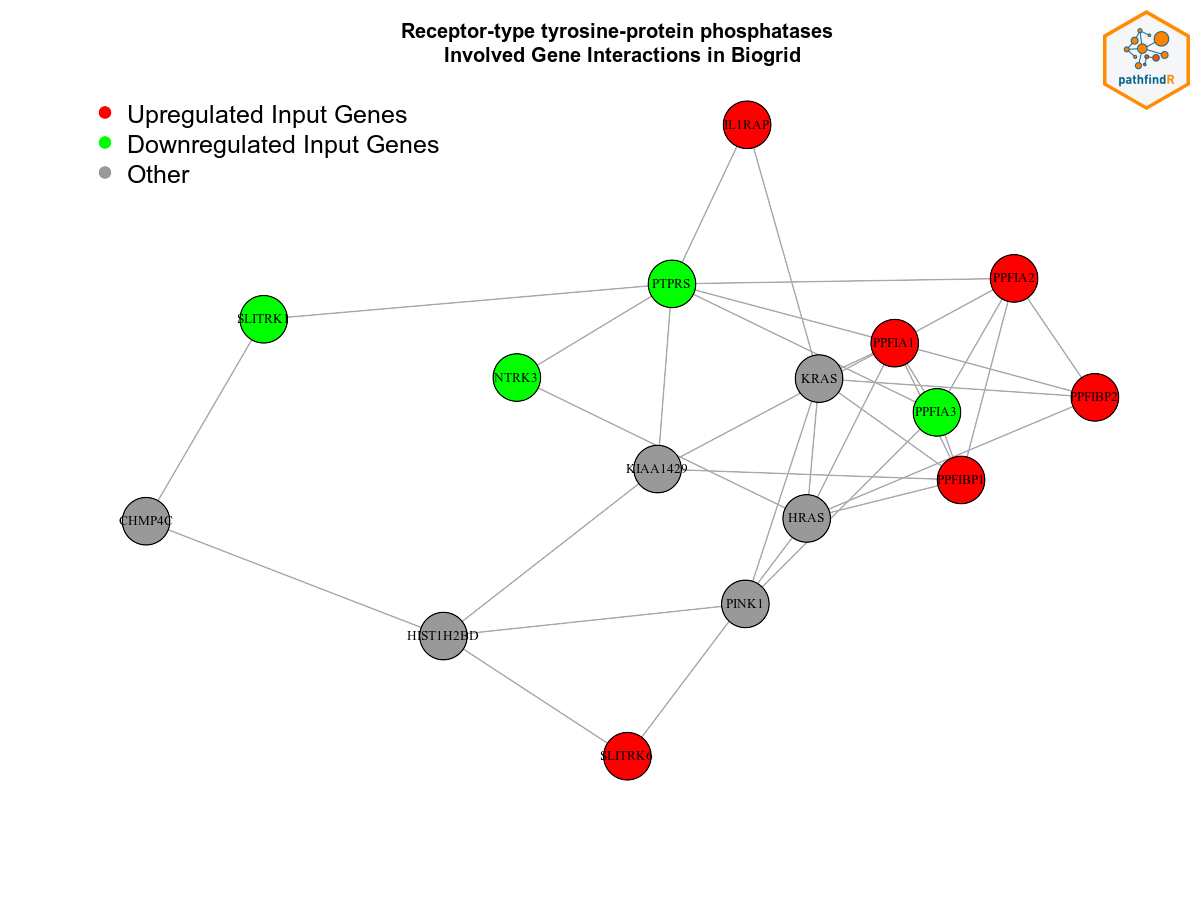 Receptor-type tyrosine-protein phosphatases
Involved Gene Interactions in Biogrid
pathfindR
Upregulated Input Genes
Downregulated Input Genes
Other
IL1RAP
PPFIA2
PTPRS
SLITRK1
PPFIA1
NTRK3
KRAS
PPFIBP2
PPFIA3
KIAA1429
PPFIBP1
CHMP4C
HRAS
PINK1
HIST1H2BD
SLITRK6